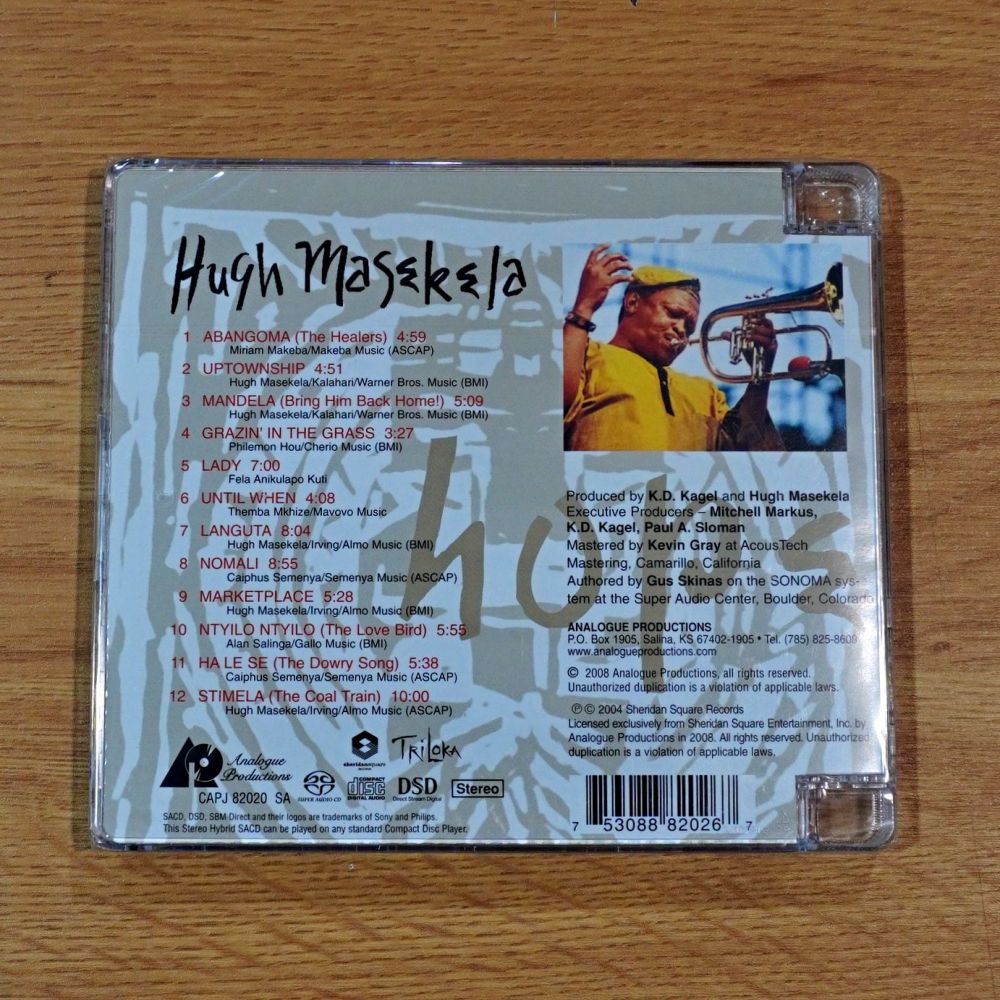 Hugh Masekela
1 ABANGOMA (The Healers) 4:59
Miriam Makeba/Makeba Music (ASCAP)
2 UPTOWNSHIP 4:51
Hugh Masekela/Kalahari/Warner Bros. Music (BMI)
3 MANDELA (Bring Him Back Home!) 5:09
Hugh Masekela/Kalahari/Warner Bros. Music (BMI)
4 GRAZIN' IN THE GRASS 3:27
Philemon Hou/Cherio Music (BMI)
5 LADY 7:00
Fela Anikulapo Kuti
6 UNTIL WHEN 4:08
Themba Mkhize/Mavovo Music
7 LANGUTA 8:04
Hugh Masekela/Irving/Almo Music (BMI)
8 NOMALI 8:55
Caiphus Semenya/Semenya Music (ASCAP)
9 MARKETPLACE 5:28
Hugh Masekela/Irving/Almo Music (BMI)
10 NTYILO NTYILO (The Love Bird) 5:55
Alan Salinga/Gallo Music (BMI)
11 HA LE SE (The Dowry Song) 5:38
Caiphus Semenya/Semenya Music (ASCAP)
12 STIMELA (The Coal Train) 10:00
Hugh Masekela/Irving/Almo Music (ASCAP)
hops
Produced by K.D. Kagel and Hugh Masekela
Executive Producers – Mitchell Markus,
K.D. Kagel, Paul A. Sloman
Mastered by Kevin Gray at AcousTech
Mastering, Camarillo, California
Authored by Gus Skinas on the SONOMA sys-
tem at the Super Audio Center, Boulder, Colorado
ANALOGUE PRODUCTIONS
P.O. Box 1905, Salina, KS 67402-1905 • Tel. (785) 825-8609
www.analogueproductions.com
© 2008 Analogue Productions, all rights reserved.
Unauthorized duplication is a violation of applicable laws.
℗ © 2004 Sheridan Square Records
Licensed exclusively from Sheridan Square Entertainment, Inc. by
Analogue Productions in 2008. All rights reserved. Unauthorized
duplication is a violation of applicable laws.
Analogue
Productions
CAPJ 82020 SA
SUPER AUDIO CD
sheridansquare
TRILOKA
COMPACT
disc
DIGITAL AUDIO
DSD
Direct Stream Digital
Stereo
SACD, DSD, SBM Direct and their logos are trademarks of Sony and Philips.
This Stereo Hybrid SACD can be played on any standard Compact Disc Player.
7 53088 82026 7